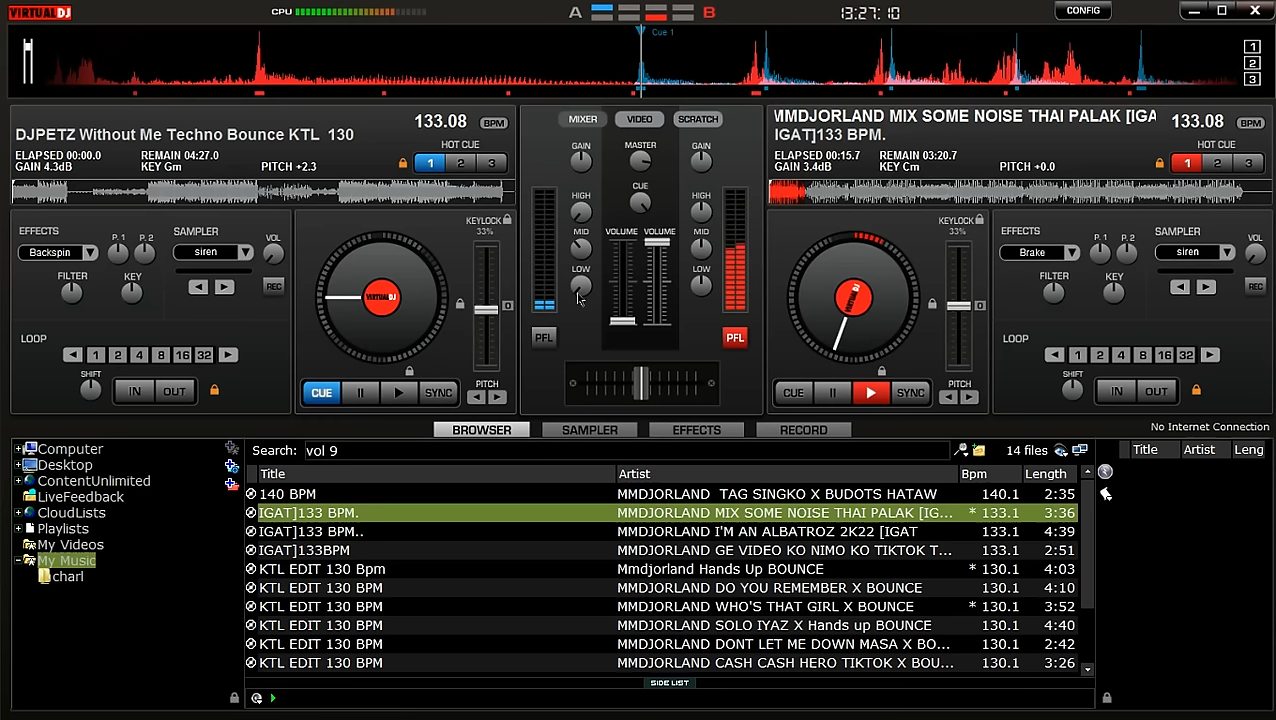 VIRTUALDJ
CPU
A B
13:27:10
CONFIG
Cue 1
1
2
3
DJPETZ Without Me Techno Bounce KTL 130
133.08 BPM
ELAPSED 00:00.0 REMAIN 04:27.0
GAIN 4.3dB KEY Gm PITCH +2.3
HOT CUE
1 2 3
MIXER VIDEO SCRATCH
GAIN MASTER GAIN
CUE
HIGH HIGH
MID MID
LOW LOW
VOLUME VOLUME
PFL PFL
MMDJORLAND MIX SOME NOISE THAI PALAK [IGA
IGAT]133 BPM.
133.08 BPM
ELAPSED 00:15.7 REMAIN 03:20.7
GAIN 3.4dB KEY Cm PITCH +0.0
HOT CUE
1 2 3
EFFECTS P.1 P.2 SAMPLER VOL
Backspin siren
FILTER KEY REC
LOOP
1 2 4 8 16 32
SHIFT IN OUT
KEYLOCK
33%
VIRTUALDJ
0
CUE SYNC PITCH
KEYLOCK
33%
VIRTUALDJ
0
CUE SYNC PITCH
EFFECTS P.1 P.2 SAMPLER VOL
Brake siren
FILTER KEY REC
LOOP
1 2 4 8 16 32
SHIFT IN OUT
BROWSER SAMPLER EFFECTS RECORD
No Internet Connection
Computer
Desktop
ContentUnlimited
LiveFeedback
CloudLists
Playlists
My Videos
My Music
charl
Search: vol 9 14 files
Title Artist Bpm Length
140 BPM MMDJORLAND TAG SINGKO X BUDOTS HATAW 140.1 2:35
IGAT]133 BPM. MMDJORLAND MIX SOME NOISE THAI PALAK [IG... * 133.1 3:36
IGAT]133 BPM.. MMDJORLAND I'M AN ALBATROZ 2K22 [IGAT 133.1 4:39
IGAT]133BPM MMDJORLAND GE VIDEO KO NIMO KO TIKTOK T... 133.1 2:51
KTL EDIT 130 Bpm Mmdjorland Hands Up BOUNCE * 130.1 4:03
KTL EDIT 130 BPM MMDJORLAND DO YOU REMEMBER X BOUNCE 130.1 4:10
KTL EDIT 130 BPM MMDJORLAND WHO'S THAT GIRL X BOUNCE * 130.1 3:52
KTL EDIT 130 BPM MMDJORLAND SOLO IYAZ X Hands up BOUNCE 130.1 4:40
KTL EDIT 130 BPM MMDJORLAND DONT LET ME DOWN MASA X BO... 130.1 2:42
KTL EDIT 130 BPM MMDJORLAND CASH CASH HERO TIKTOK X BOU... 130.1 3:26
SIDE LIST
Title Artist Leng